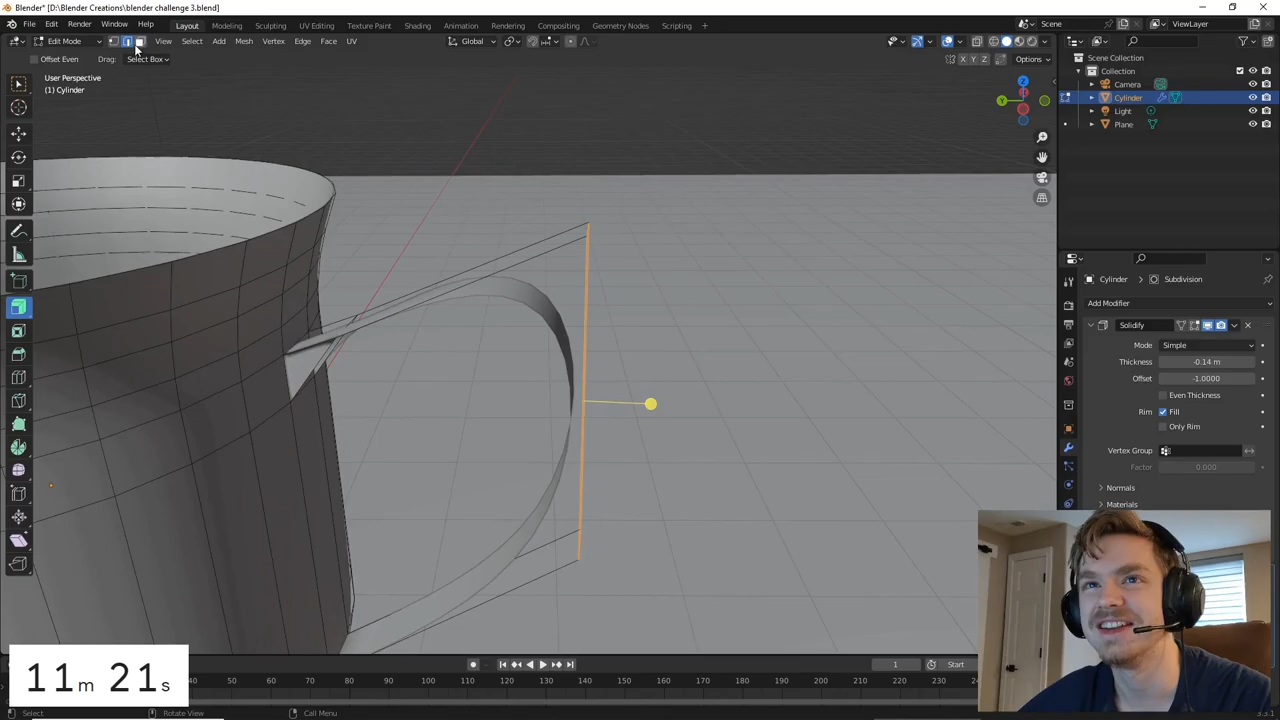 Blender* [D:\Blender Creations\blender challenge 3.blend]
File Edit Render Window Help Layout Modeling Sculpting UV Editing Texture Paint Shading Animation Rendering Compositing Geometry Nodes Scripting Scene ViewLayer
Edit Mode View Select Add Mesh Vertex Edge Face UV Global X Y Z Options
Offset Even Drag: Select Box
User Perspective
(1) Cylinder
Scene Collection
Collection
Camera
Cylinder
Light
Plane
Y Z
Cylinder > Subdivision
Add Modifier
Solidify
Mode Simple
Thickness -0.14 m
Offset -1.0000
Even Thickness
Rim Fill
Only Rim
Vertex Group
Factor 0.000
Normals
Materials
11m 21s
1 Start
40 50 60 70 80 90 100 110 120 130 140 150 160 170 180 190 200 210 220 230
Select Rotate View Call Menu